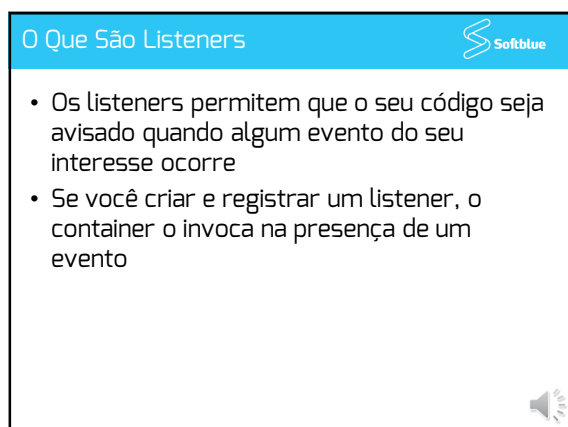 O Que São Listeners
Softblue
• Os listeners permitem que o seu código seja
avisado quando algum evento do seu
interesse ocorre
• Se você criar e registrar um listener, o
container o invoca na presença de um
evento